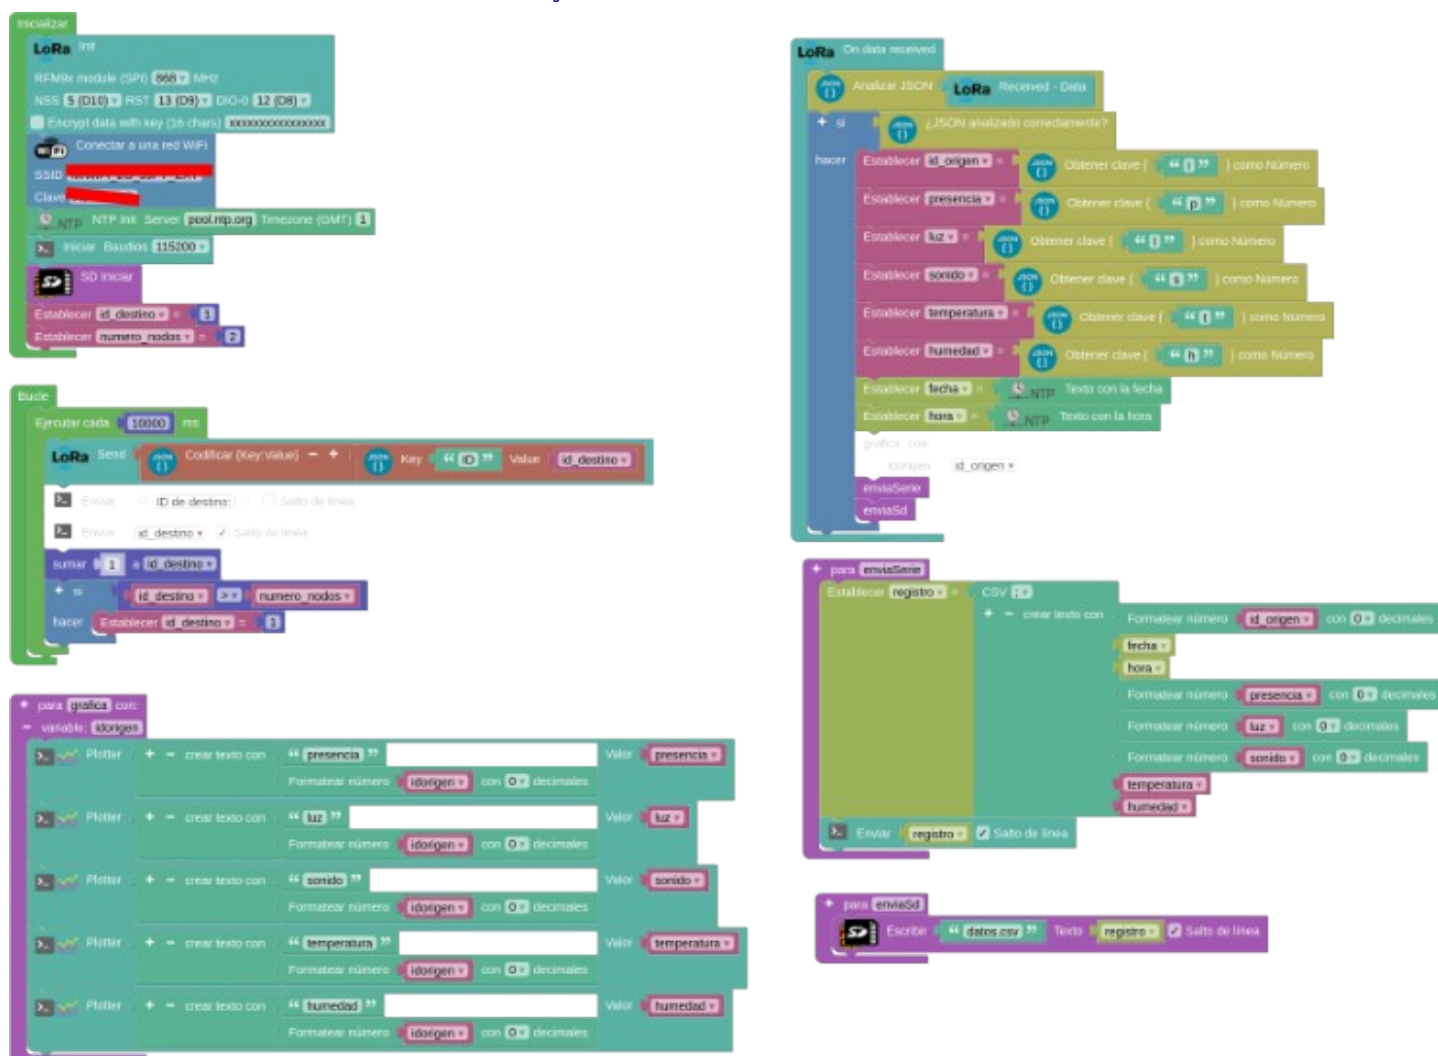 Inicializar
LoRa Init
RFM9x module (SPI) 868 MHz
NSS 5 (D10) RST 13 (D9) DIO-0 12 (D8)
Encrypt data with key (16 chars) xxxxxxxxxxxxxxxx
WiFi Conectar a una red WiFi
SSID
Clave
NTP NTP Init Server pool.ntp.org Timezone (GMT) 1
Iniciar Baudios 115200
SD SD Iniciar
Establecer id_destino = 1
Establecer numero_nodos = 2
Bucle
Ejecutar cada 10000 ms
LoRa Send JSON {} Codificar (Key:Value) - + : JSON {} Key “ ID ” Value id_destino
Enviar “ ID de destino: ” Salto de línea
Enviar id_destino Salto de línea
sumar 1 a id_destino
+ si id_destino > numero_nodos
hacer Establecer id_destino = 1
+ para grafica con:
- variable: idorigen
Plotter + - crear texto con “ presencia ” Valor presencia
Formatear número idorigen con 0 decimales
Plotter + - crear texto con “ luz ” Valor luz
Formatear número idorigen con 0 decimales
Plotter + - crear texto con “ sonido ” Valor sonido
Formatear número idorigen con 0 decimales
Plotter + - crear texto con “ temperatura ” Valor temperatura
Formatear número idorigen con 0 decimales
Plotter + - crear texto con “ humedad ” Valor humedad
Formatear número idorigen con 0 decimales
LoRa On data received
JSON {} Analizar JSON LoRa Received - Data
+ si JSON {} ¿JSON analizado correctamente?
hacer Establecer id_origen = JSON {} Obtener clave ( “ i ” ) como Número
Establecer presencia = JSON {} Obtener clave ( “ p ” ) como Número
Establecer luz = JSON {} Obtener clave ( “ l ” ) como Número
Establecer sonido = JSON {} Obtener clave ( “ s ” ) como Número
Establecer temperatura = JSON {} Obtener clave ( “ t ” ) como Número
Establecer humedad = JSON {} Obtener clave ( “ h ” ) como Número
Establecer fecha = NTP Texto con la fecha
Establecer hora = NTP Texto con la hora
grafica con:
idorigen id_origen
enviaSerie
enviaSd
+ para enviaSerie
Establecer registro = CSV ;
+ - crear texto con Formatear número id_origen con 0 decimales
fecha
hora
Formatear número presencia con 0 decimales
Formatear número luz con 0 decimales
Formatear número sonido con 0 decimales
temperatura
humedad
Enviar registro Salto de línea
+ para enviaSd
SD Escribir “ datos.csv ” Texto registro Salto de línea